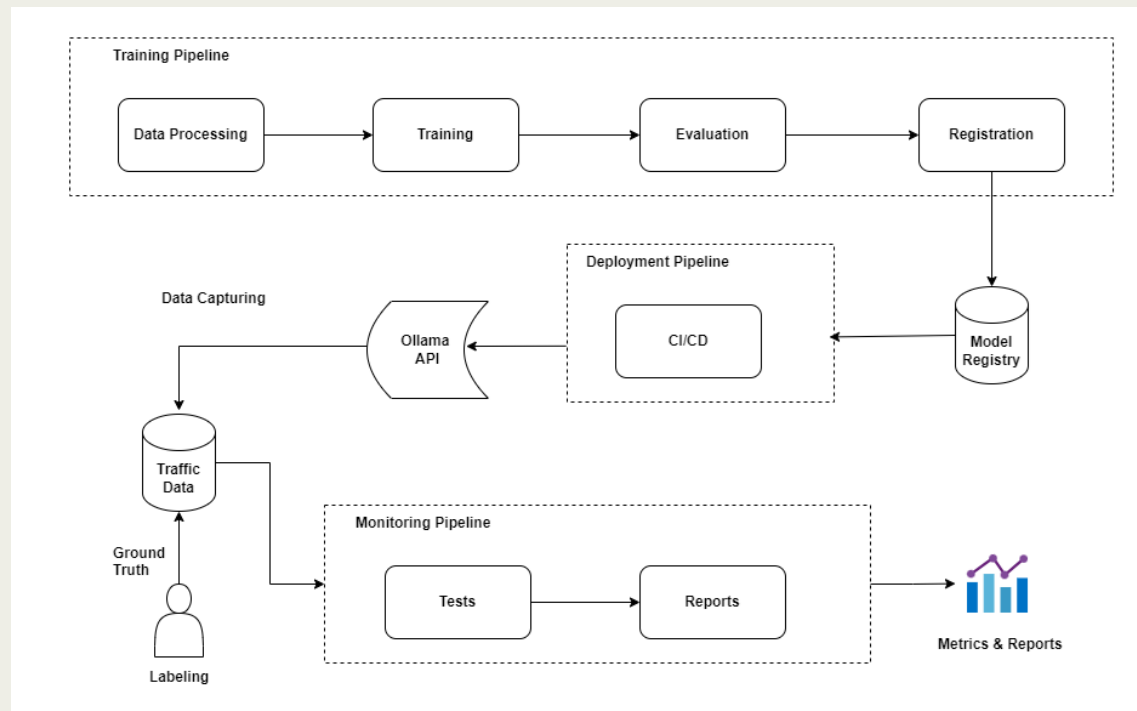 Training Pipeline
Data Processing
Training
Evaluation
Registration
Deployment Pipeline
Data Capturing
CI/CD
Ollama
API
Model
Registry
Traffic
Data
Monitoring Pipeline
Ground
Truth
Tests
Reports
Metrics & Reports
Labeling